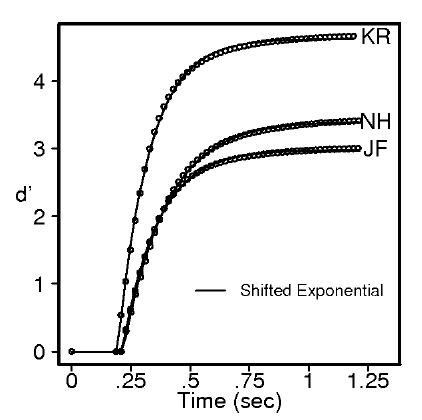 KR
4
NH
3
JF
d'
2
1
Shifted Exponential
0
0 .25 .5 .75 1 1.25
Time (sec)